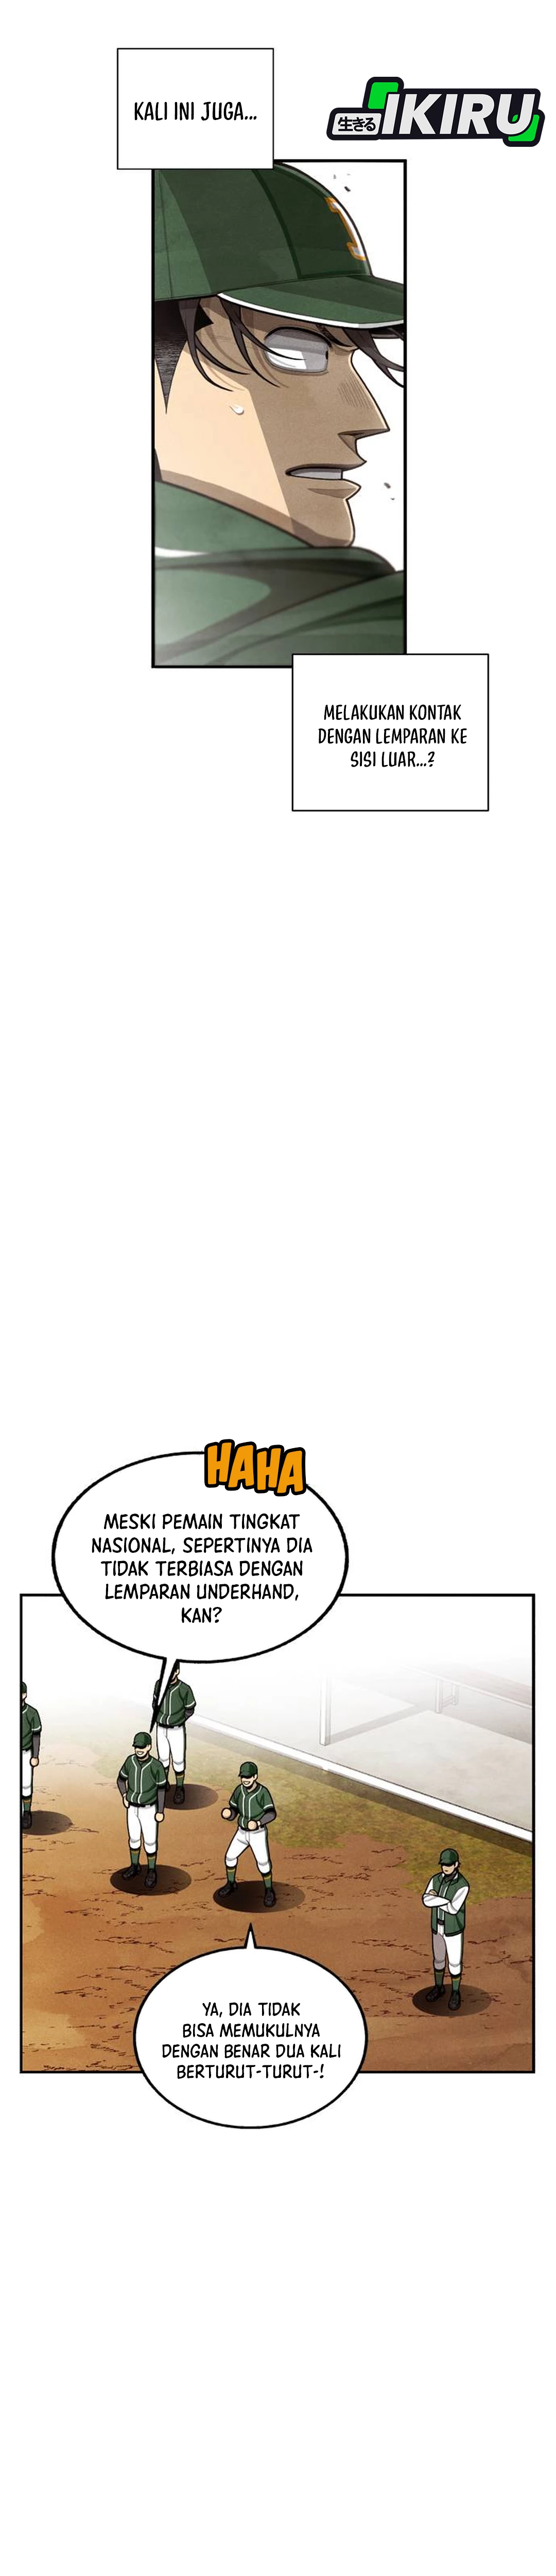 KALI INI JUGA...
生きる IKIRU
MELAKUKAN KONTAK
DENGAN LEMPARAN KE
SISI LUAR...?
HAHA
MESKI PEMAIN TINGKAT
NASIONAL, SEPERTINYA DIA
TIDAK TERBIASA DENGAN
LEMPARAN UNDERHAND,
KAN?
YA, DIA TIDAK
BISA MEMUKULNYA
DENGAN BENAR DUA KALI
BERTURUT-TURUT-!